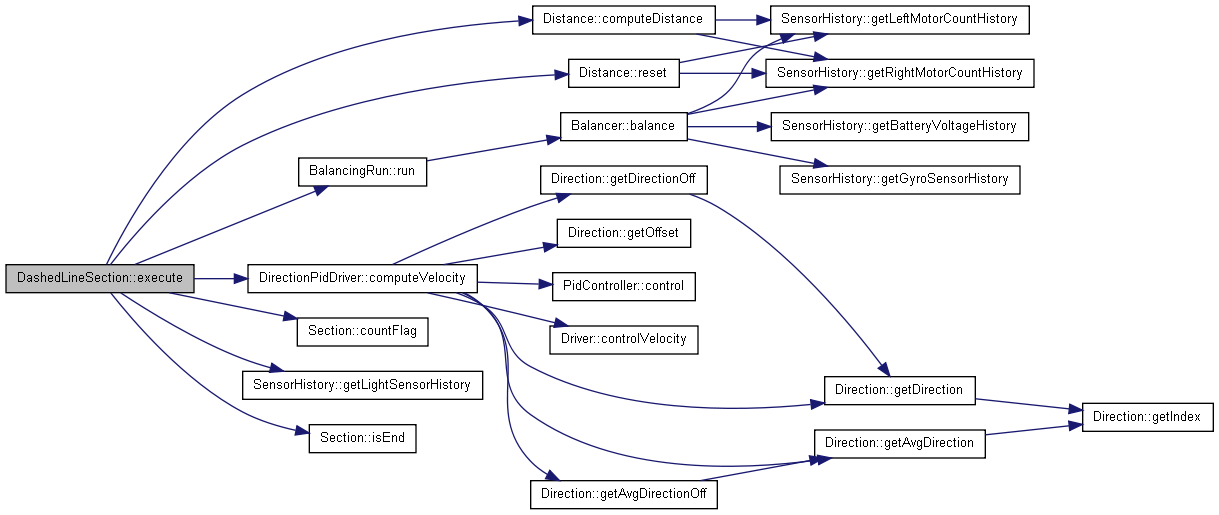 Distance::computeDistance
SensorHistory::getLeftMotorCountHistory
SensorHistory::getRightMotorCountHistory
Distance::reset
Balancer::balance
SensorHistory::getBatteryVoltageHistory
BalancingRun::run
Direction::getDirectionOff
SensorHistory::getGyroSensorHistory
Direction::getOffset
DashedLineSection::execute
DirectionPidDriver::computeVelocity
PidController::control
Section::countFlag
Driver::controlVelocity
SensorHistory::getLightSensorHistory
Direction::getDirection
Direction::getIndex
Section::isEnd
Direction::getAvgDirection
Direction::getAvgDirectionOff